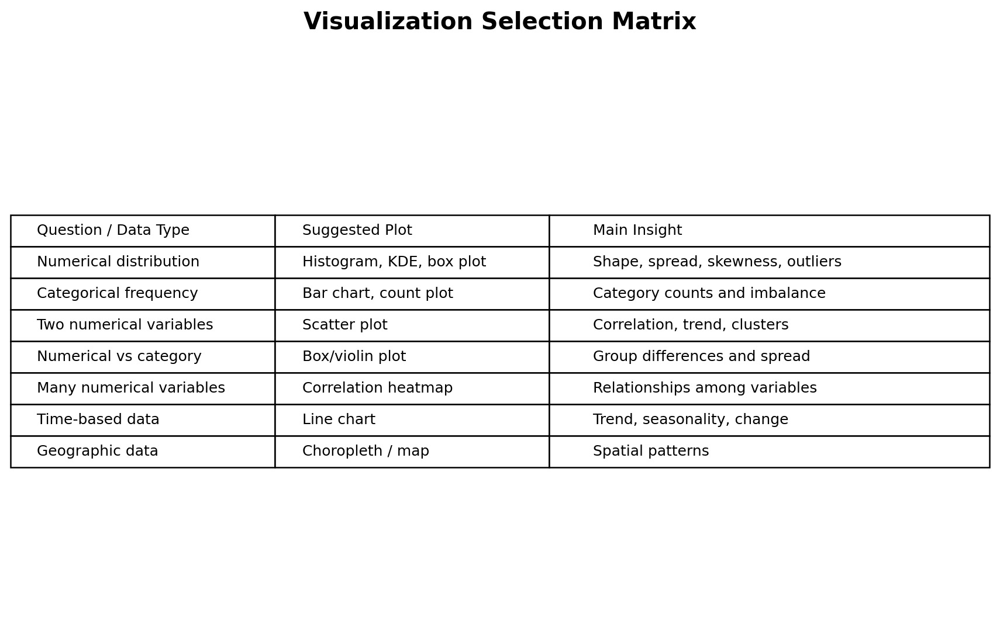 Visualization Selection Matrix
Question / Data Type Suggested Plot Main Insight
Numerical distribution Histogram, KDE, box plot Shape, spread, skewness, outliers
Categorical frequency Bar chart, count plot Category counts and imbalance
Two numerical variables Scatter plot Correlation, trend, clusters
Numerical vs category Box/violin plot Group differences and spread
Many numerical variables Correlation heatmap Relationships among variables
Time-based data Line chart Trend, seasonality, change
Geographic data Choropleth / map Spatial patterns